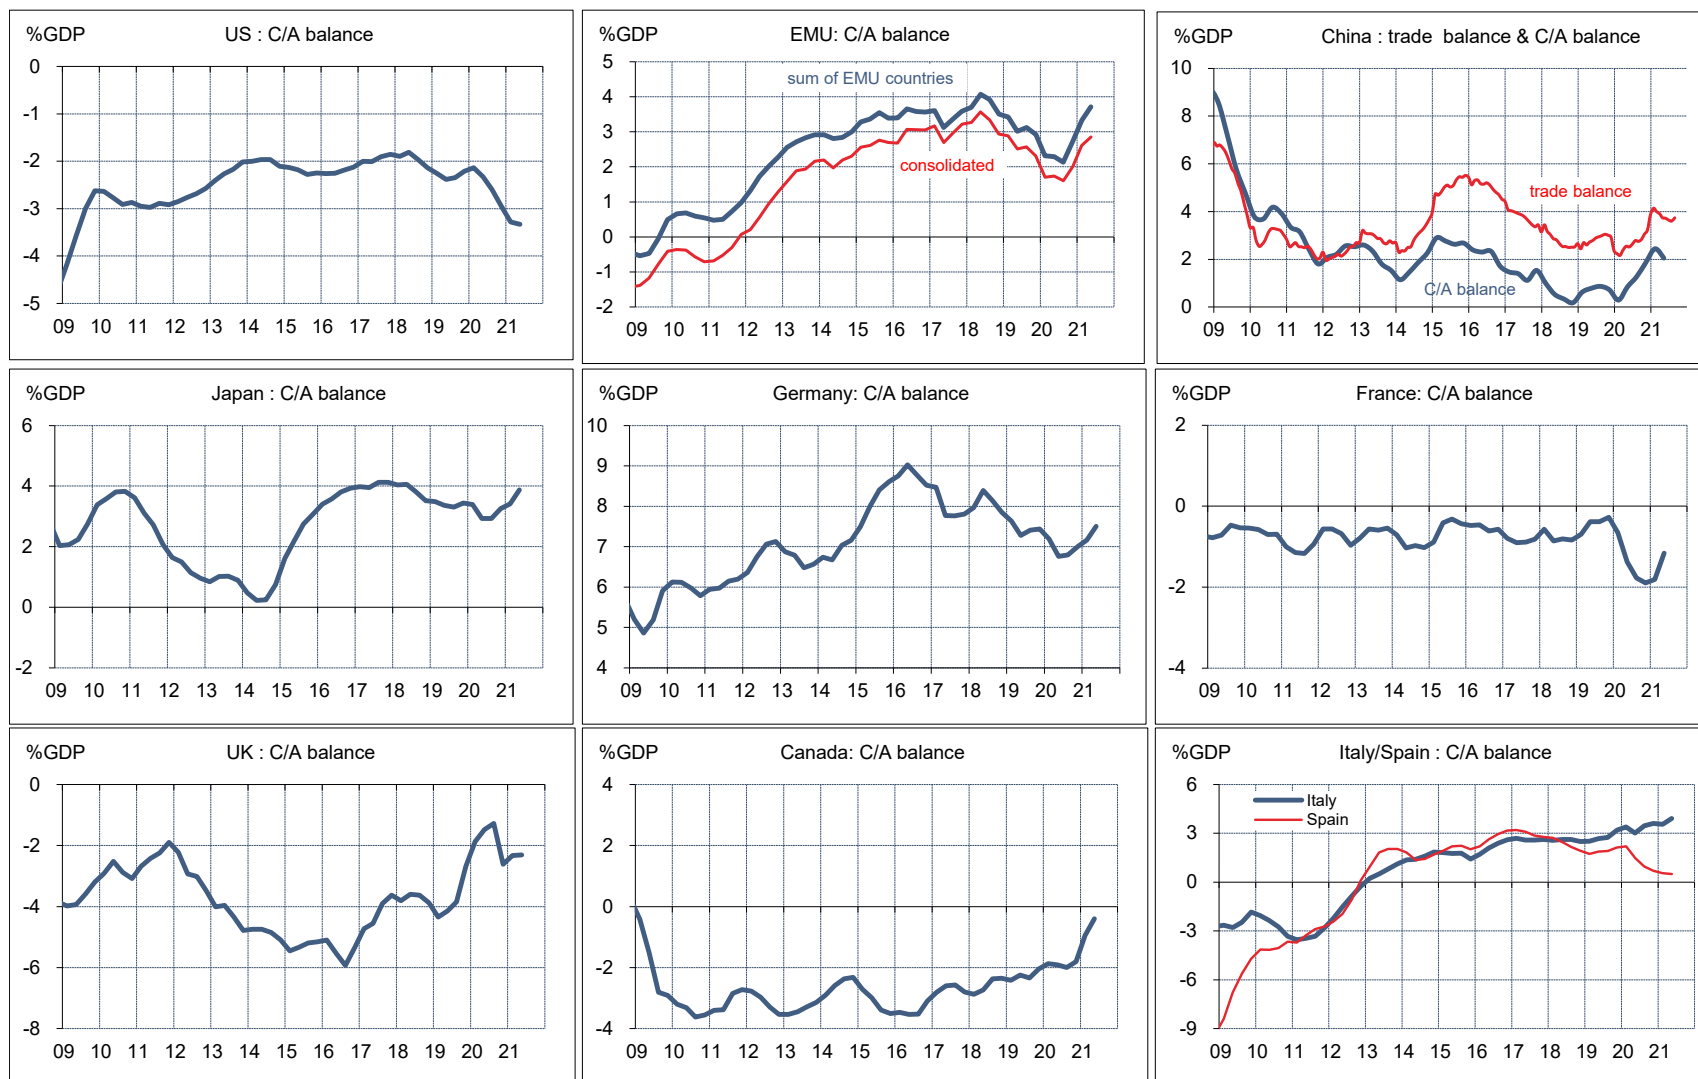 %GDP US : C/A balance
0
-1
-2
-3
-4
-5
09 10 11 12 13 14 15 16 17 18 19 20 21
%GDP EMU: C/A balance
5
4
3
2
1
0
-1
-2
sum of EMU countries
consolidated
09 10 11 12 13 14 15 16 17 18 19 20 21
%GDP China : trade balance & C/A balance
10
8
6
4
2
0
trade balance
C/A balance
09 10 11 12 13 14 15 16 17 18 19 20 21
%GDP Japan : C/A balance
6
4
2
0
-2
09 10 11 12 13 14 15 16 17 18 19 20 21
%GDP Germany: C/A balance
10
9
8
7
6
5
4
09 10 11 12 13 14 15 16 17 18 19 20 21
%GDP France: C/A balance
2
0
-2
-4
09 10 11 12 13 14 15 16 17 18 19 20 21
%GDP UK : C/A balance
0
-2
-4
-6
-8
09 10 11 12 13 14 15 16 17 18 19 20 21
%GDP Canada: C/A balance
4
2
0
-2
-4
09 10 11 12 13 14 15 16 17 18 19 20 21
%GDP Italy/Spain : C/A balance
6
3
0
-3
-6
-9
Italy
Spain
09 10 11 12 13 14 15 16 17 18 19 20 21